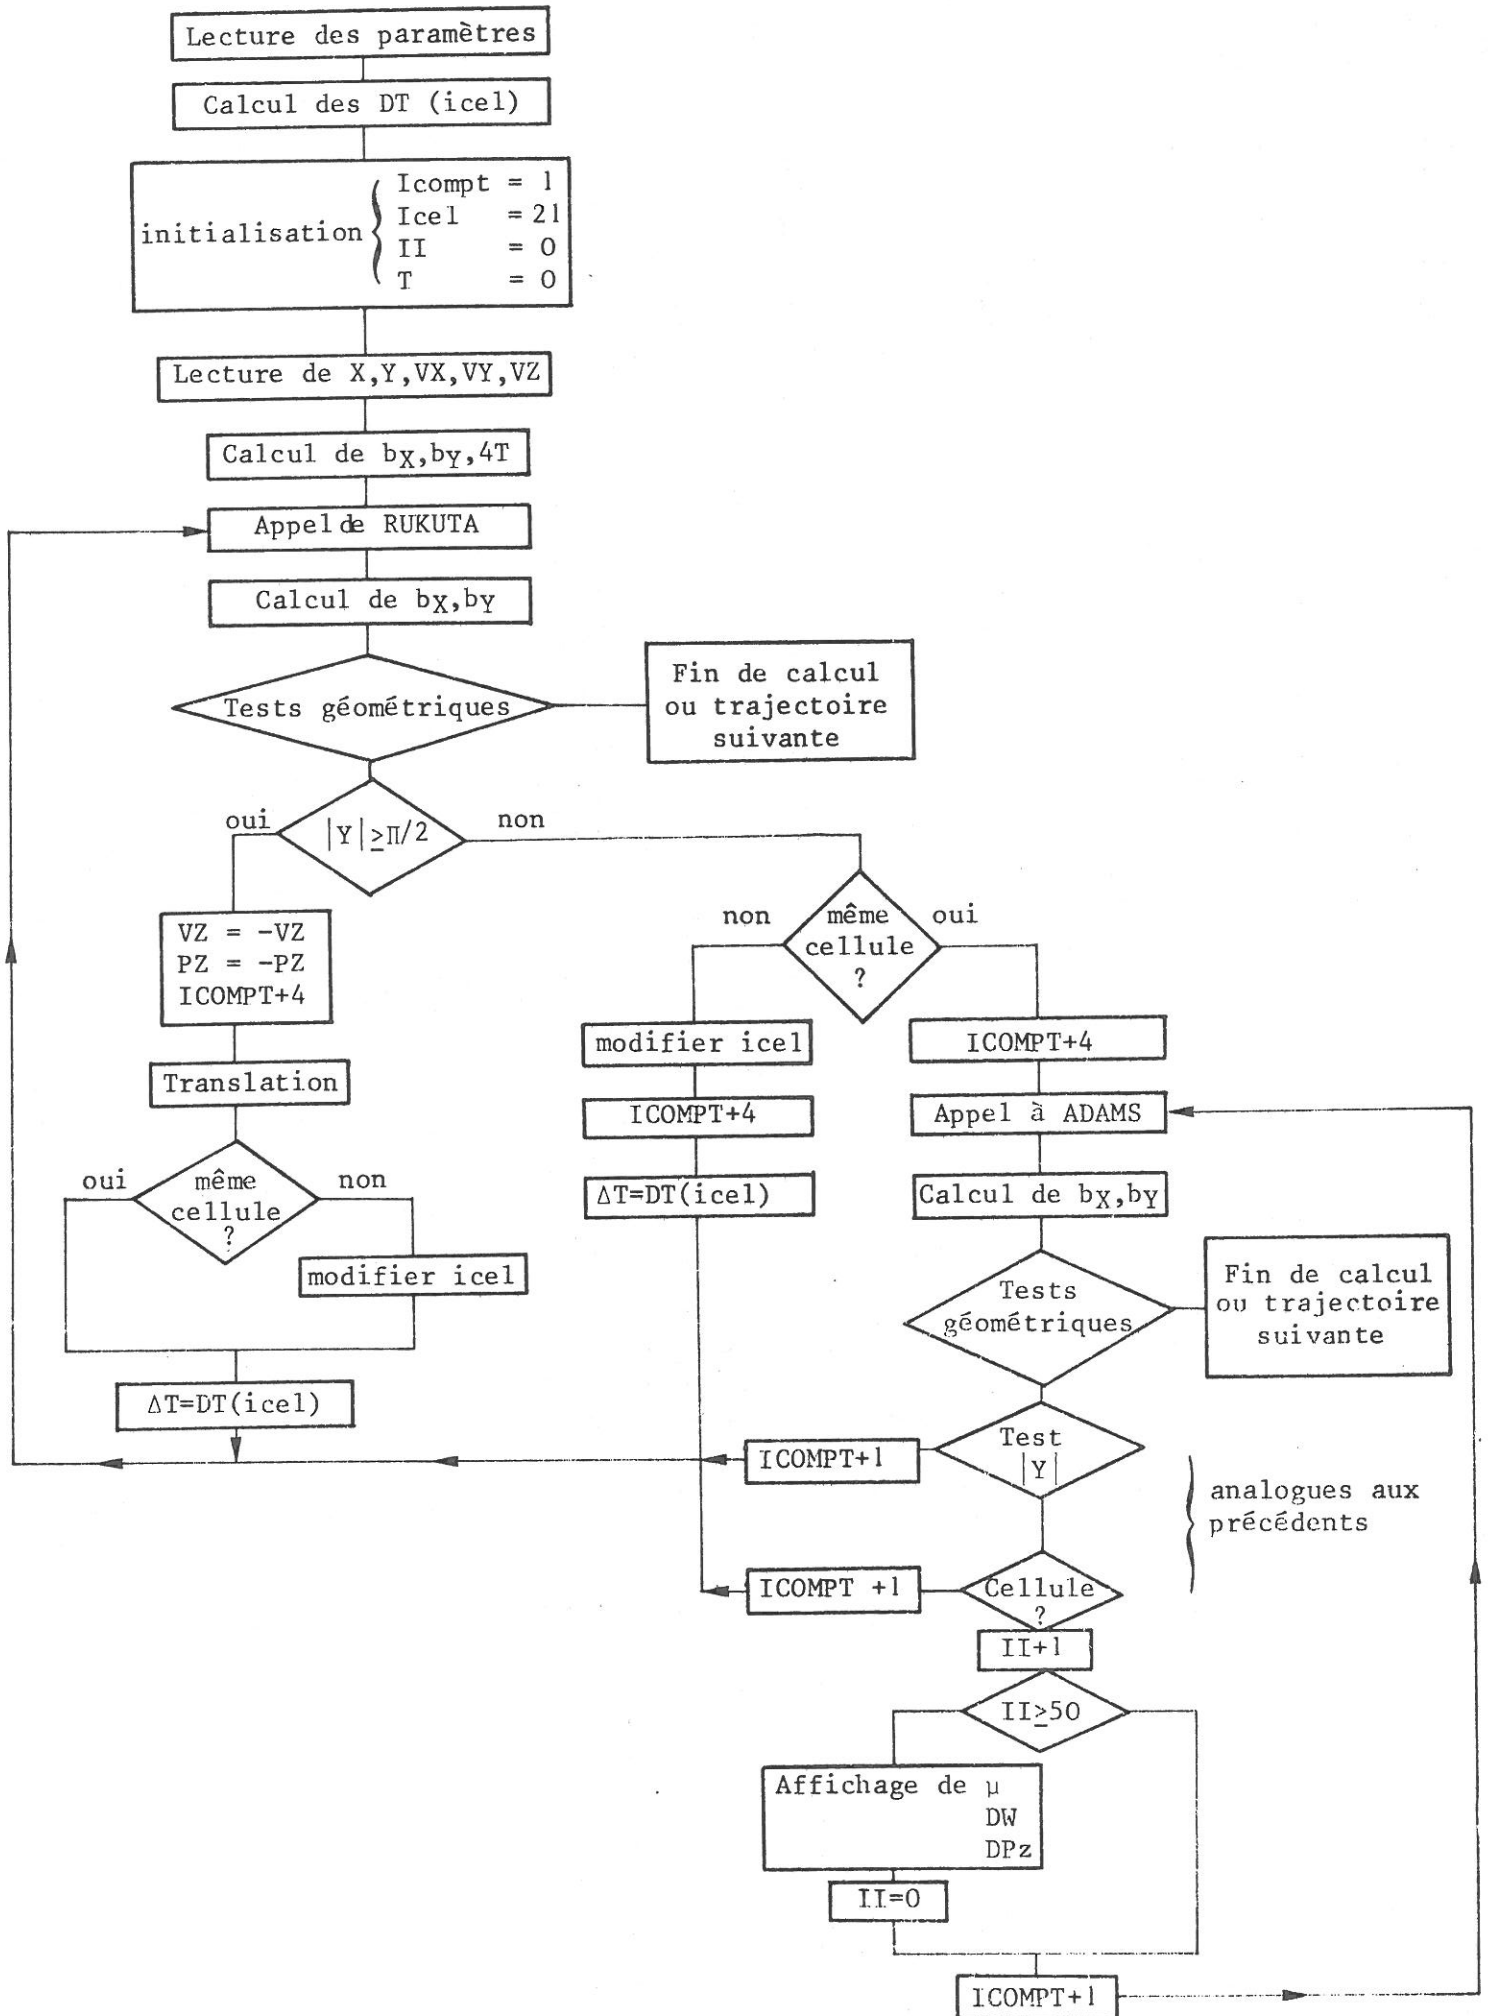 Lecture des paramètres
Calcul des DT (icel)
initialisation
Icompt = 1
Icel = 21
II = 0
T = 0
Lecture de X,Y,VX,VY,VZ
Calcul de bX,bY,4T
Appel de RUKUTA
Calcul de bX,bY
Tests géométriques
Fin de calcul
ou trajectoire
suivante
oui
|Y|≥Π/2
non
VZ = -VZ
PZ = -PZ
ICOMPT+4
Translation
oui
même
cellule
?
non
modifier icel
ΔT=DT(icel)
non
même
cellule
?
oui
modifier icel
ICOMPT+4
ΔT=DT(icel)
ICOMPT+4
Appel à ADAMS
Calcul de bX,bY
Tests
géométriques
Fin de calcul
ou trajectoire
suivante
Test
|Y|
ICOMPT+1
analogues aux
précédents
Cellule
?
ICOMPT +1
II+1
II≥50
Affichage de µ
DW
DPz
II=0
ICOMPT+1